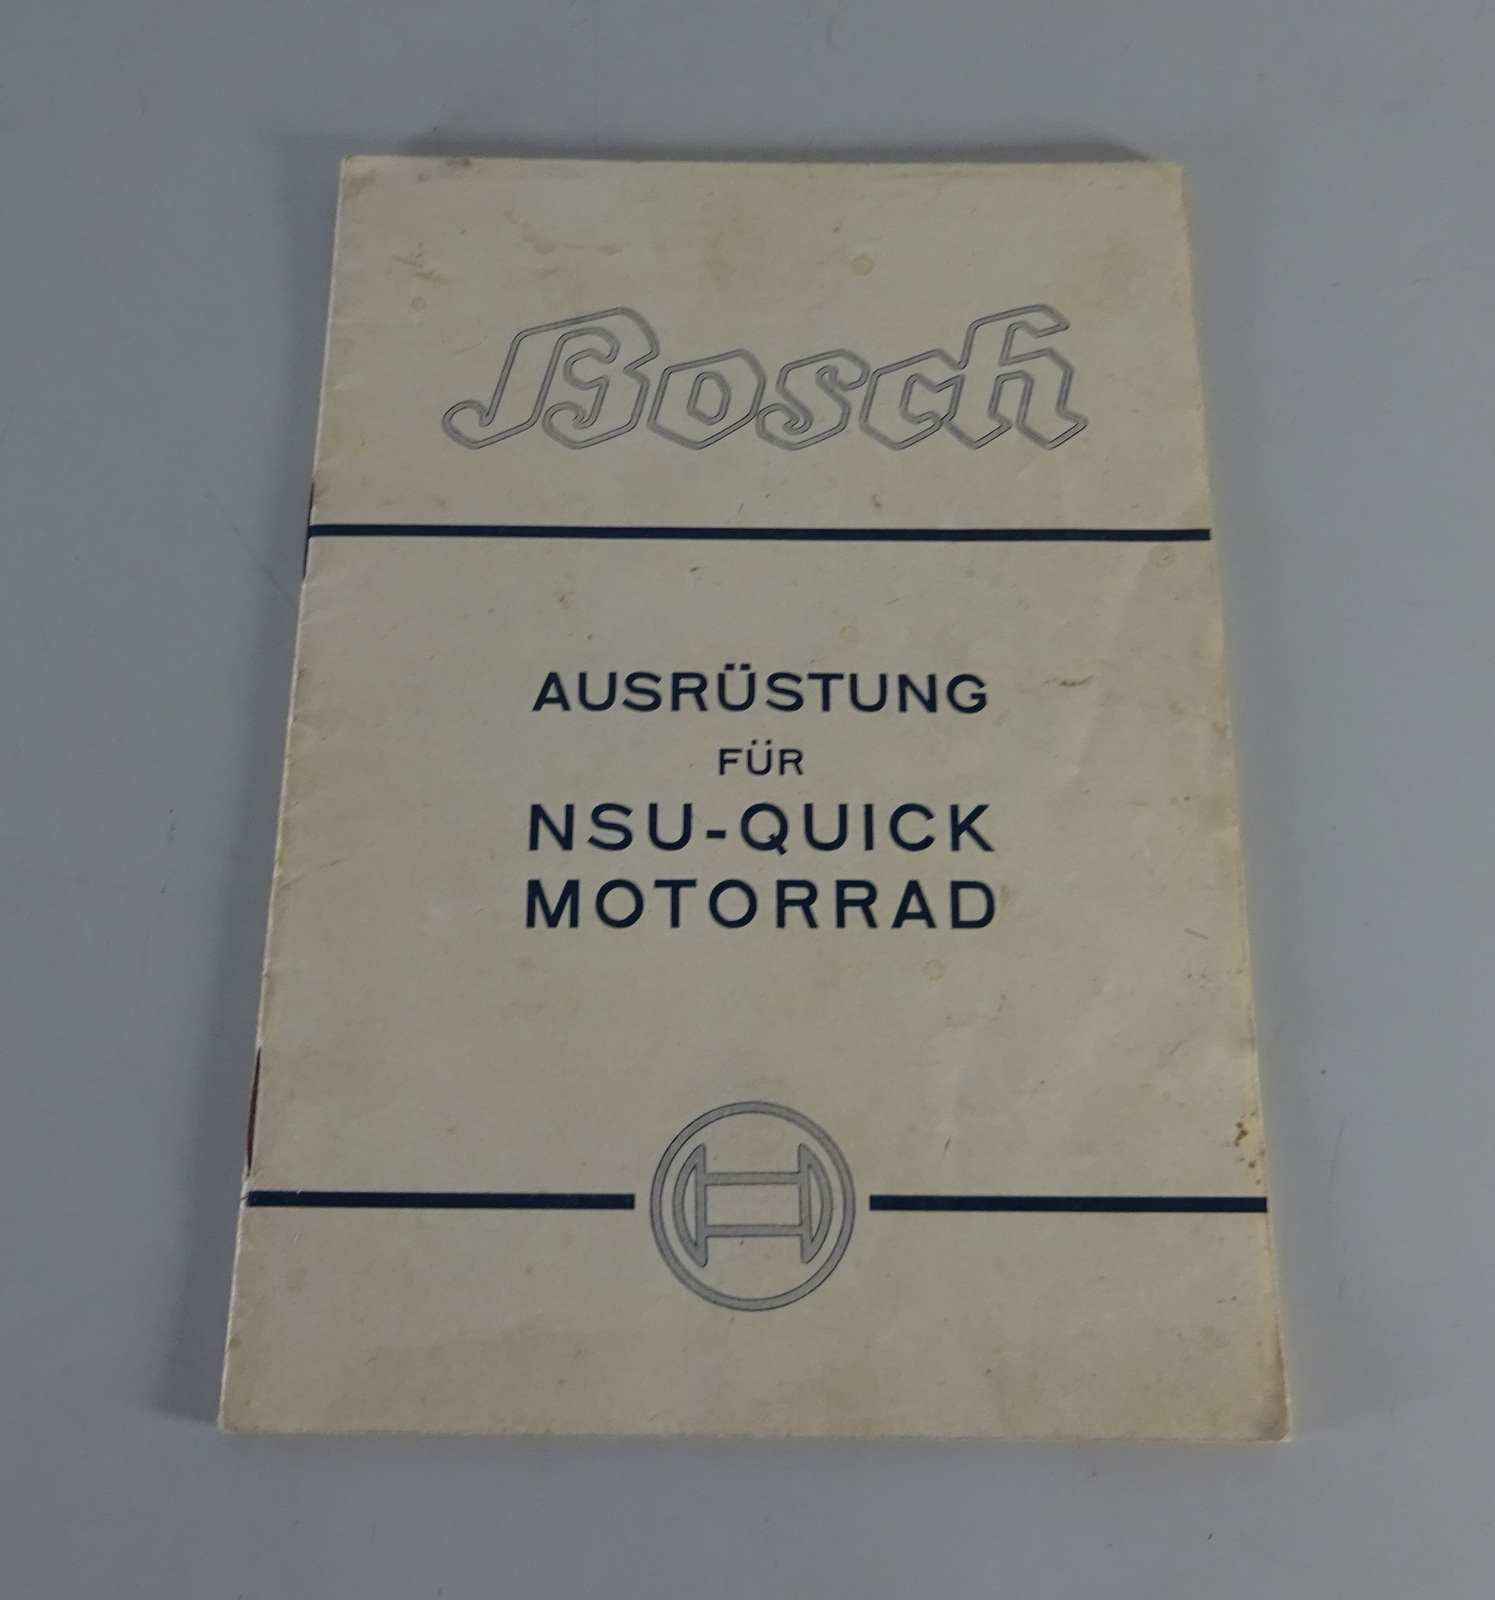 Bosch
AUSRÜSTUNG
FÜR
NSU-QUICK
MOTORRAD